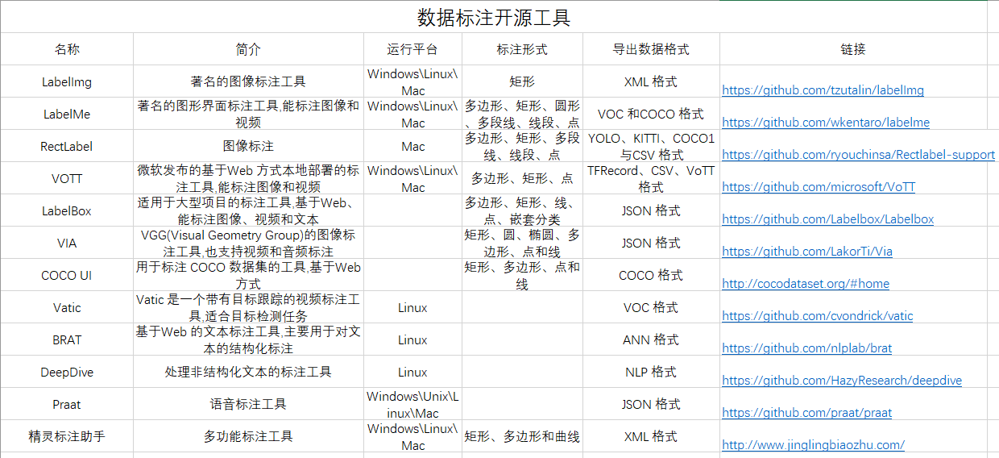 数据标注开源工具
名称 简介 运行平台 标注形式 导出数据格式 链接
LabelImg 著名的图像标注工具 Windows\Linux\
Mac 矩形 XML 格式 https://github.com/tzutalin/labelImg
LabelMe 著名的图形界面标注工具,能标注图像和
视频 Windows\Linux\
Mac 多边形、矩形、圆形
、多段线、线段、点 VOC 和COCO 格式 https://github.com/wkentaro/labelme
RectLabel 图像标注 Mac 多边形、矩形、多段
线、线段、点 YOLO、KITTI、COCO1
与CSV 格式 https://github.com/ryouchinsa/Rectlabel-support
VOTT 微软发布的基于Web 方式本地部署的标
注工具,能标注图像和视频 Windows\Linux\
Mac 多边形、矩形、点 TFRecord、CSV、VoTT
格式 https://github.com/microsoft/VoTT
LabelBox 适用于大型项目的标注工具,基于Web、
能标注图像、视频和文本 多边形、矩形、线、
点、嵌套分类 JSON 格式 https://github.com/Labelbox/Labelbox
VIA VGG(Visual Geometry Group)的图像标
注工具,也支持视频和音频标注 矩形、圆、椭圆、多
边形、点和线 JSON 格式 https://github.com/LakorTi/Via
COCO UI 用于标注 COCO 数据集的工具,基于Web
方式 矩形、多边形、点和
线 COCO 格式 http://cocodataset.org/#home
Vatic Vatic 是一个带有目标跟踪的视频标注工
具,适合目标检测任务 Linux VOC 格式 https://github.com/cvondrick/vatic
BRAT 基于Web 的文本标注工具,主要用于对文
本的结构化标注 Linux ANN 格式 https://github.com/nlplab/brat
DeepDive 处理非结构化文本的标注工具 Linux NLP 格式 https://github.com/HazyResearch/deepdive
Praat 语音标注工具 Windows\Unix\L
inux\Mac JSON 格式 https://github.com/praat/praat
精灵标注助手 多功能标注工具 Windows\Linux\
Mac 矩形、多边形和曲线 XML 格式 http://www.jinglingbiaozhu.com/